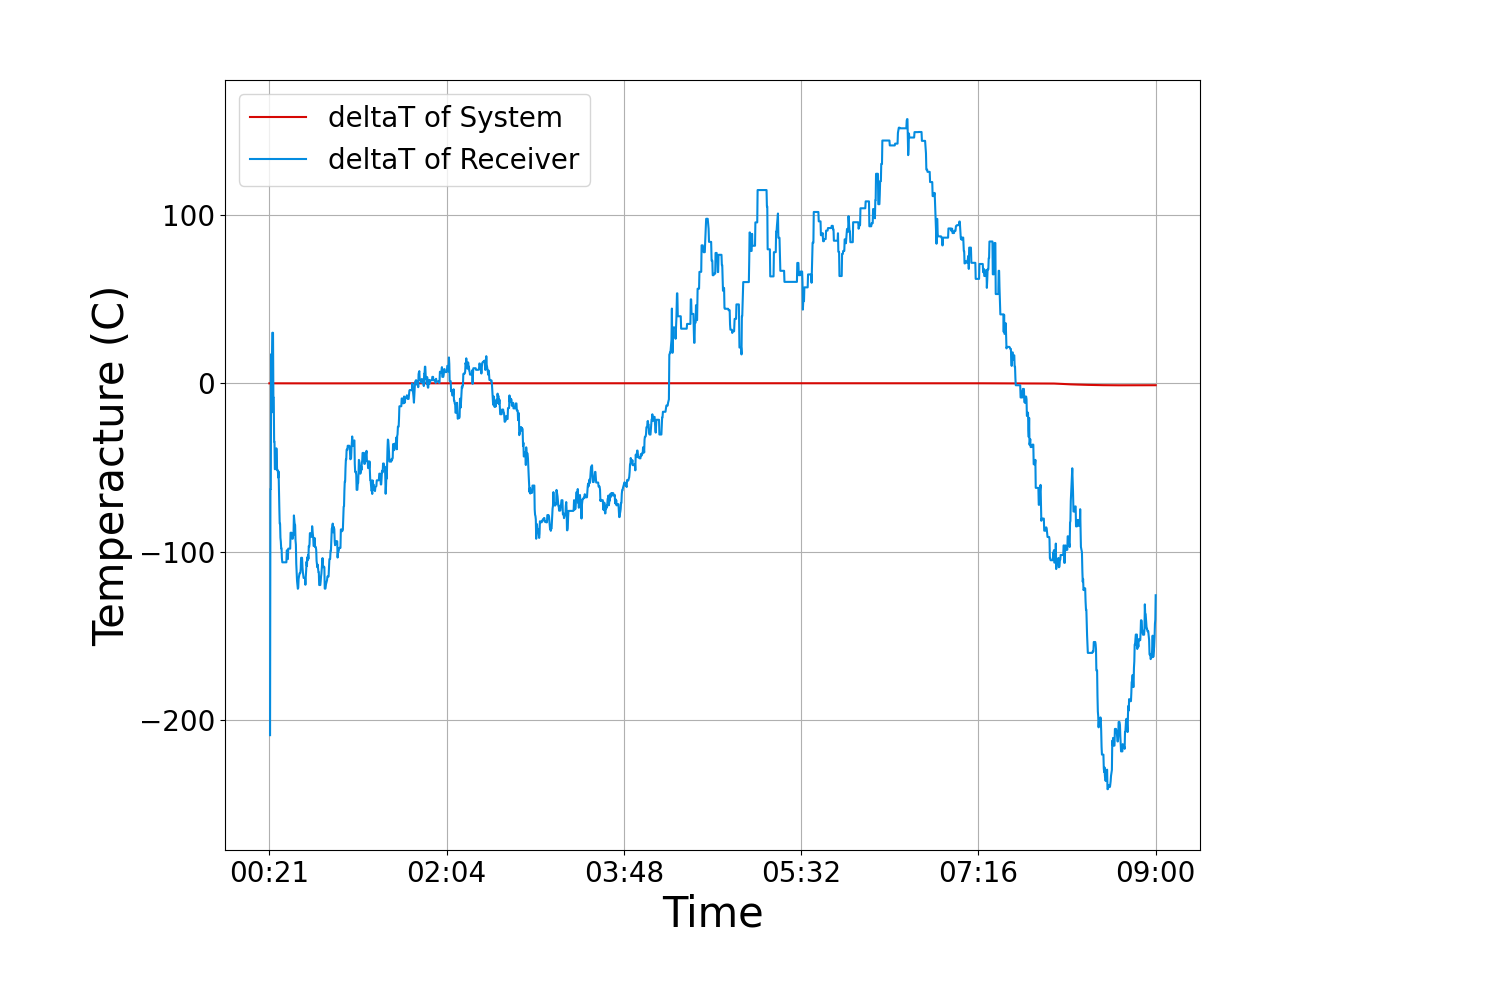 deltaT of System
deltaT of Receiver
100
0
−100
−200
Temperacture (C)
00:21 02:04 03:48 05:32 07:16 09:00
Time